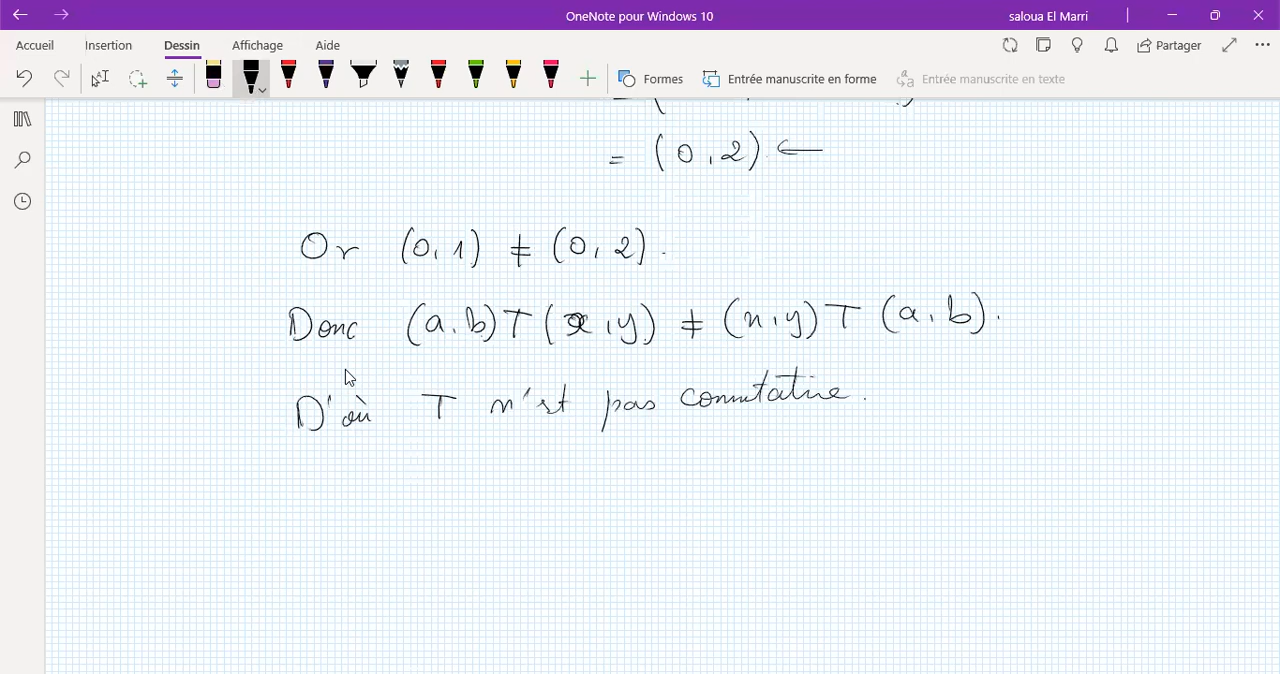 OneNote pour Windows 10
saloua El Marri
Accueil Insertion Dessin Affichage Aide
Partager
Formes Entrée manuscrite en forme Entrée manuscrite en texte
= (0, 2) ←
Or (0, 1) ≠ (0, 2).
Donc (a, b) T (x, y) ≠ (x, y) T (a, b).
D'où T n'est pas commutative.